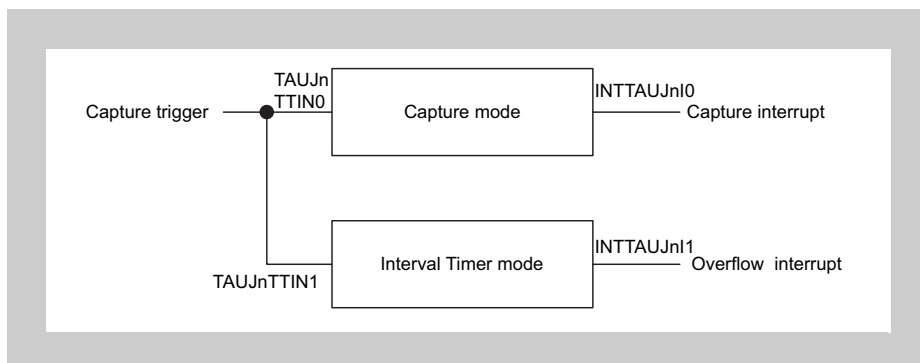 TAUJn
TTIN0
INTTAUJnI0
Capture trigger
Capture mode
Capture interrupt
INTTAUJnI1
Interval Timer mode
Overflow interrupt
TAUJnTTIN1